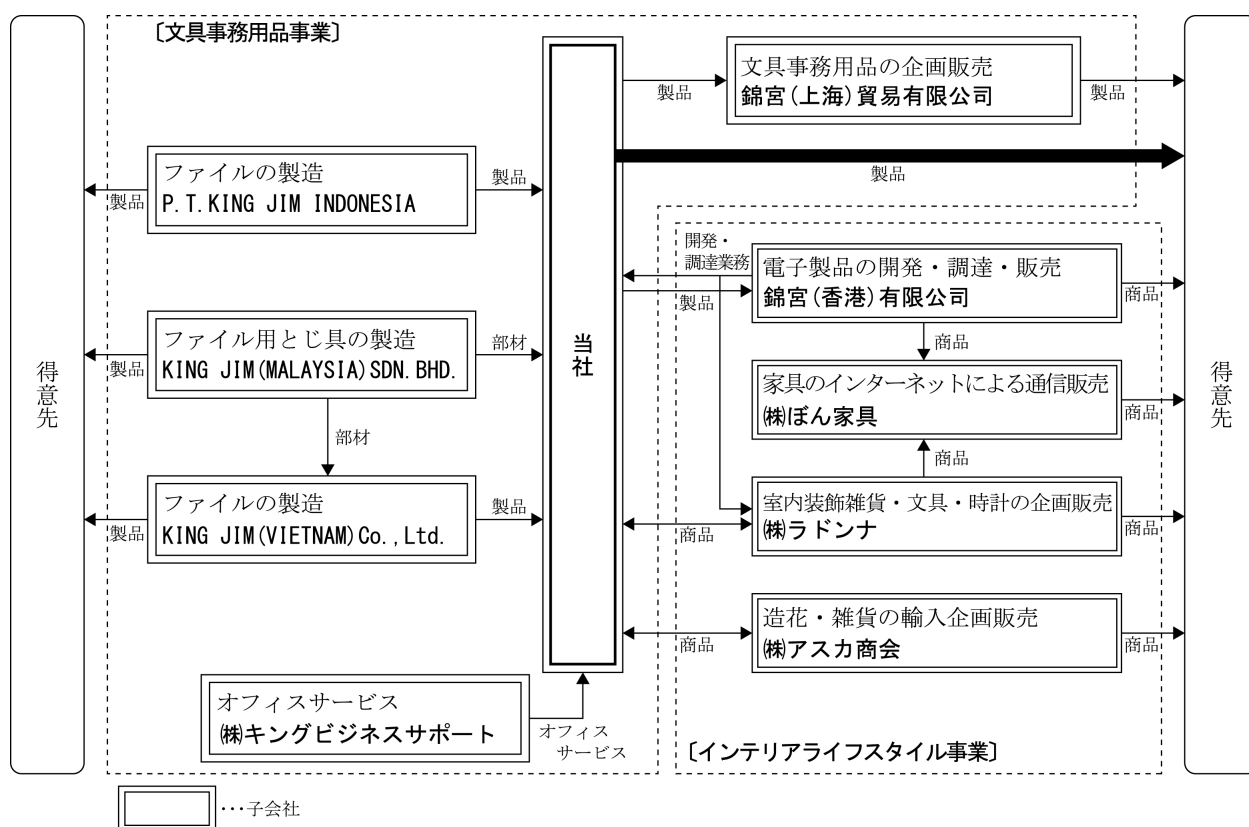 〔文具事務用品事業〕
得意先
ファイルの製造
P.T.KING JIM INDONESIA
製品
製品
ファイル用とじ具の製造
KING JIM(MALAYSIA)SDN.BHD.
製品
部材
部材
ファイルの製造
KING JIM(VIETNAM)Co.,Ltd.
製品
製品
オフィスサービス
㈱キングビジネスサポート
オフィス
サービス
当社
文具事務用品の企画販売
錦宮(上海)貿易有限公司
製品
製品
製品
開発・
調達業務
製品
電子製品の開発・調達・販売
錦宮(香港)有限公司
商品
商品
家具のインターネットによる通信販売
㈱ぼん家具
商品
商品
室内装飾雑貨・文具・時計の企画販売
㈱ラドンナ
商品
商品
造花・雑貨の輸入企画販売
㈱アスカ商会
商品
商品
〔インテリアライフスタイル事業〕
得意先
･･･子会社